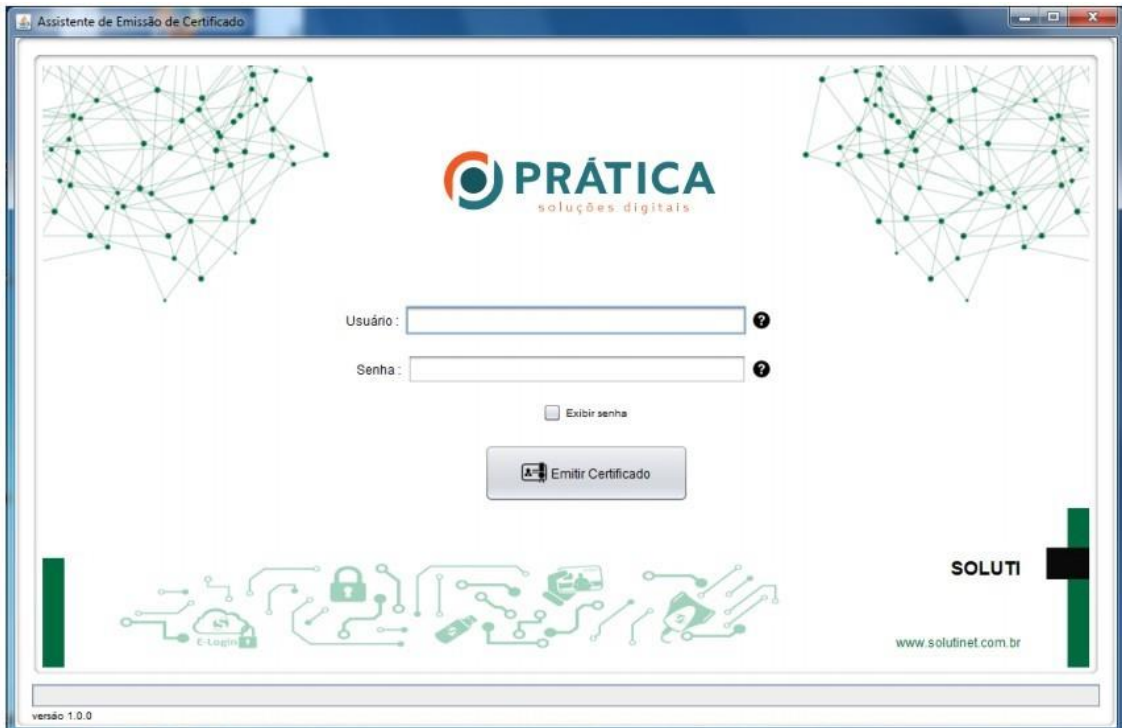 Assistente de Emissão de Certificado
PRÁTICA
soluções digitais
Usuário :
?
Senha :
?
Exibir senha
Emitir Certificado
E-Login
SOLUTI
www.solutinet.com.br
versão 1.0.0